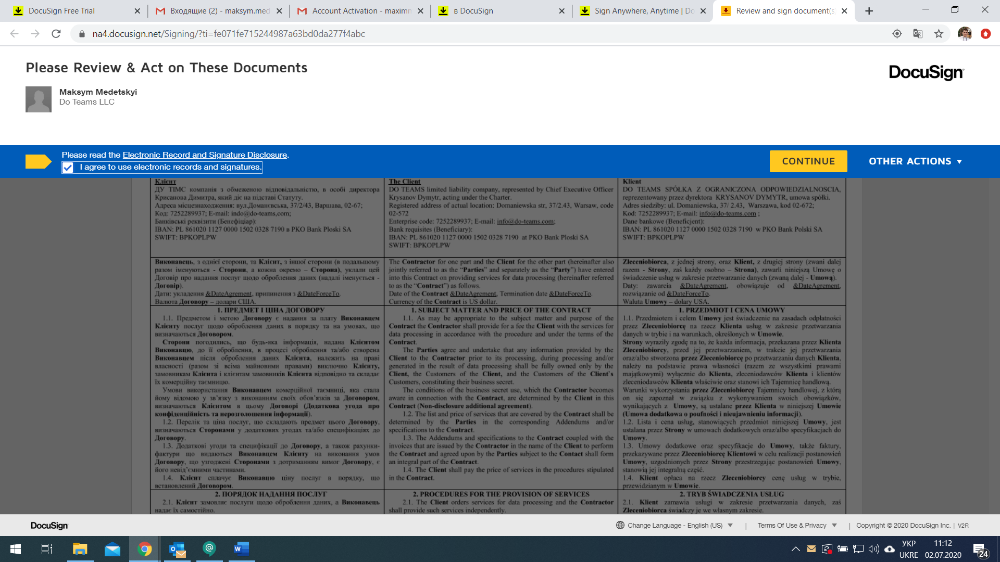 DocuSign Free Trial
Входящие (2) - maksym.med
Account Activation - maximm
в DocuSign
Sign Anywhere, Anytime | Do
Review and sign document(s)
na4.docusign.net/Signing/?ti=fe071fe715244987a63bd0da277f4abc
Please Review & Act on These Documents
DocuSign
Maksym Medetskyi
Do Teams LLC
Please read the Electronic Record and Signature Disclosure.
I agree to use electronic records and signatures.
CONTINUE
OTHER ACTIONS
Клієнт
ДУ ТІМС компанія з обмеженою відповідальністю, в особі директора
Крисанова Димитра, який діє на підставі Статуту.
Адреса місцезнаходження: вул.Доманєвська, 37/2/43, Варшава, 02-67;
Код: 7252289937; E-mail: indo@do-teams,com;
Банківські реквізити (Бенефіціар):
IBAN: PL 861020 1127 0000 1502 0328 7190 в PKO Bank Ploski SA
SWIFT: BPKOPLPW
The Client
DO TEAMS limited liability company, represented by Chief Executive Officer
Krysanov Dymytr, acting under the Charter.
Registered address of actual location: Domaniewska str, 37/2.43, Warsaw, code
02-572
Enterprise code: 7252289937; E-mail: info@do-teams.com;
Bank requisites (Beneficiary):
IBAN: PL 861020 1127 0000 1502 0328 7190 at PKO Bank Ploski SA
SWIFT: BPKOPLPW
Klient
DO TEAMS SPÓŁKA Z OGRANICZONA ODPOWIEDZIALNOSCIA,
reprezentowany przez dyrektora KRYSANOV DYMYTR, umowa spółki.
Adres siedziby: ul. Domaniewska, 37/ 2.43, Warszawa, kod 02-672;
Kod: 7252289937; E-mail: info@do-teams.com ;
Dane bankowe (Beneficjent):
IBAN: PL 861020 1127 0000 1502 0328 7190 w PKO Bank Polski SA
SWIFT: BPKOPLPW
Виконавець, з однієї сторони, та Клієнт, з іншої сторони (в подальшому
разом іменуються - Сторони, а кожна окремо – Сторона), уклали цей
Договір про надання послуг щодо оброблення даних (надалі іменується -
Договір).
Дати: укладення &DateAgrement, припинення з &DateForceTo.
Валюта Договору – долари США.
The Contractor for one part and the Client for the other part (hereinafter also
jointly referred to as the “Parties” and separately as the “Party”) have entered
into this Contract on providing services for data processing (hereinafter referred
to as the “Contract”) as follows.
Date of the Contract &DateAgrement, Termination date &DateForceTo.
Currency of the Contract is US dollar.
Zleceniobiorca, z jednej strony, oraz Klient, z drugiej strony (zwani dalej
razem - Strony, zaś każdy osobno – Strona), zawarli niniejszą Umowę o
świadczenie usług w zakresie przetwarzanie danych (zwaną dalej - Umową).
Daty: zawarcia &DateAgrement, obowiązuje od &DateAgrement,
rozwiązanie od &DateForceTo.
Waluta Umowy – dolary USA.
1. ПРЕДМЕТ І ЦІНА ДОГОВОРУ
1.1. Предметом і метою Договору є надання за плату Виконавцем
Клієнту послуг щодо оброблення даних в порядку та на умовах, що
визначаються Договором.
Сторони погодились, що будь-яка інформація, надана Клієнтом
Виконавцю, до її оброблення, в процесі оброблення та/або створена
Виконавцем після оброблення даних Клієнта, належить на праві
власності (разом зі всіма майновими правами) виключно Клієнту,
замовникам Клієнта і клієнтам замовників Клієнта відповідно та складає
їх комерційну таємницю.
Умови використання Виконавцем комерційної таємниці, яка стала
йому відомою у зв’язку з виконанням своїх обов’язків за Договором,
визначаються Клієнтом в цьому Договорі (Додаткова угода про
конфіденційність та нерозголошення інформації).
1.2. Перелік та ціна послуг, що складають предмет цього Договору,
визначаються Сторонами у додаткових угодах та/або специфікаціях до
Договору.
1.3. Додаткові угоди та специфікації до Договору, а також рахунки-
фактури що видаються Виконавцем Клієнту на виконання умов
Договору, що узгоджені Сторонами з дотриманням вимог Договору, є
його невід’ємними частинами.
1.4. Клієнт сплачує Виконавцю ціну послуг в порядку, що
встановлений Договором.
1. SUBJECT MATTER AND PRICE OF THE CONTRACT
1.1. As may be appropriate to the subject matter and purpose of the
Contract the Contractor shall provide for a fee the Client with the services for
data processing in accordance with the procedure and under the terms of the
Contract.
The Parties agree and undertake that any information provided by the
Client to the Contractor prior to its processing, during processing and/or
generated in the result of data processing shall be fully owned only by the
Client, the Customers of the Client, and the Customers of the Client`s
Customers, constituting their business secret.
The conditions of the business secret use, which the Contractor becomes
aware in connection with the Contract, are determined by the Client in this
Contract (Non-disclosure additional agreement).
1.2. The list and price of services that are covered by the Contract shall be
determined by the Parties in the corresponding Addendums and/or
specifications to the Contract.
1.3. The Addendums and specifications to the Contract coupled with the
invoices that are issued by the Contractor in the name of the Client to perform
the Contract and agreed upon by the Parties subject to the Contact shall form
an integral part of the Contract.
1.4. The Client shall pay the price of services in the procedures stipulated
in the Contract.
1. PRZEDMIOT I CENA UMOWY
1.1. Przedmiotem i celem Umowy jest świadczenie na zasadach odpłatności
przez Zleceniobiorcę na rzecz Klienta usług w zakresie przetwarzania
danych w trybie i na warunkach, określonych w Umowie.
Strony wyraziły zgodę na to, że każda informacja, przekazana przez Klienta
Zleceniobiorcy, przed jej przetwarzaniem, w trakcie jej przetwarzania
oraz/albo stworzona przez Zleceniobiorcę po przetwarzaniu danych Klienta,
należy na podstawie prawa własności (razem ze wszystkimi prawami
majątkowymi) wyłącznie do Klienta, zleceniodawców Klienta i klientów
zleceniodawców Klienta właściwie oraz stanowi ich Tajemnicę handlową.
Warunki wykorzystania przez Zleceniobiorcę Tajemnicy handlowej, z którą
on się zapoznał w związku z wykonywaniem swoich obowiązków,
wynikających z Umowy, są ustalane przez Klienta w niniejszej Umowie
(Umowa dodatkowa o poufności i nieujawnieniu informacji).
1.2. Lista i cena usług, stanowiących przedmiot niniejszej Umowy, jest
ustalana przez Strony w umowach dodatkowych oraz/albo specyfikacjach do
Umowy.
1.3. Umowy dodatkowe oraz specyfikacje do Umowy, także faktury,
przekazywane przez Zleceniobiorcę Klientowi w celu realizacji postanowień
Umowy, uzgodnionych przez Strony przestrzegając postanowień Umowy,
stanowią jej integralną część.
1.4. Klient opłaca na rzecz Zleceniobiorcy cenę usług w trybie,
przewidzianym w Umowie.
2. ПОРЯДОК НАДАННЯ ПОСЛУГ
2.1. Клієнт замовляє послуги щодо оброблення даних, а Виконавець
надає їх самостійно.
2. PROCEDURES FOR THE PROVISION OF SERVICES
2.1. The Client orders services for data processing and the Contractor
shall provide such services independently.
2. TRYB ŚWIADCZENIA USŁUG
2.1. Klient zamawia usługi w zakresie przetwarzania danych, zaś
Zleceniobiorca świadczy je we własnym zakresie.
DocuSign
Change Language - English (US)
Terms Of Use & Privacy
Copyright © 2020 DocuSign Inc. | V2R
УКР
UKRE
11:12
02.07.2020
24